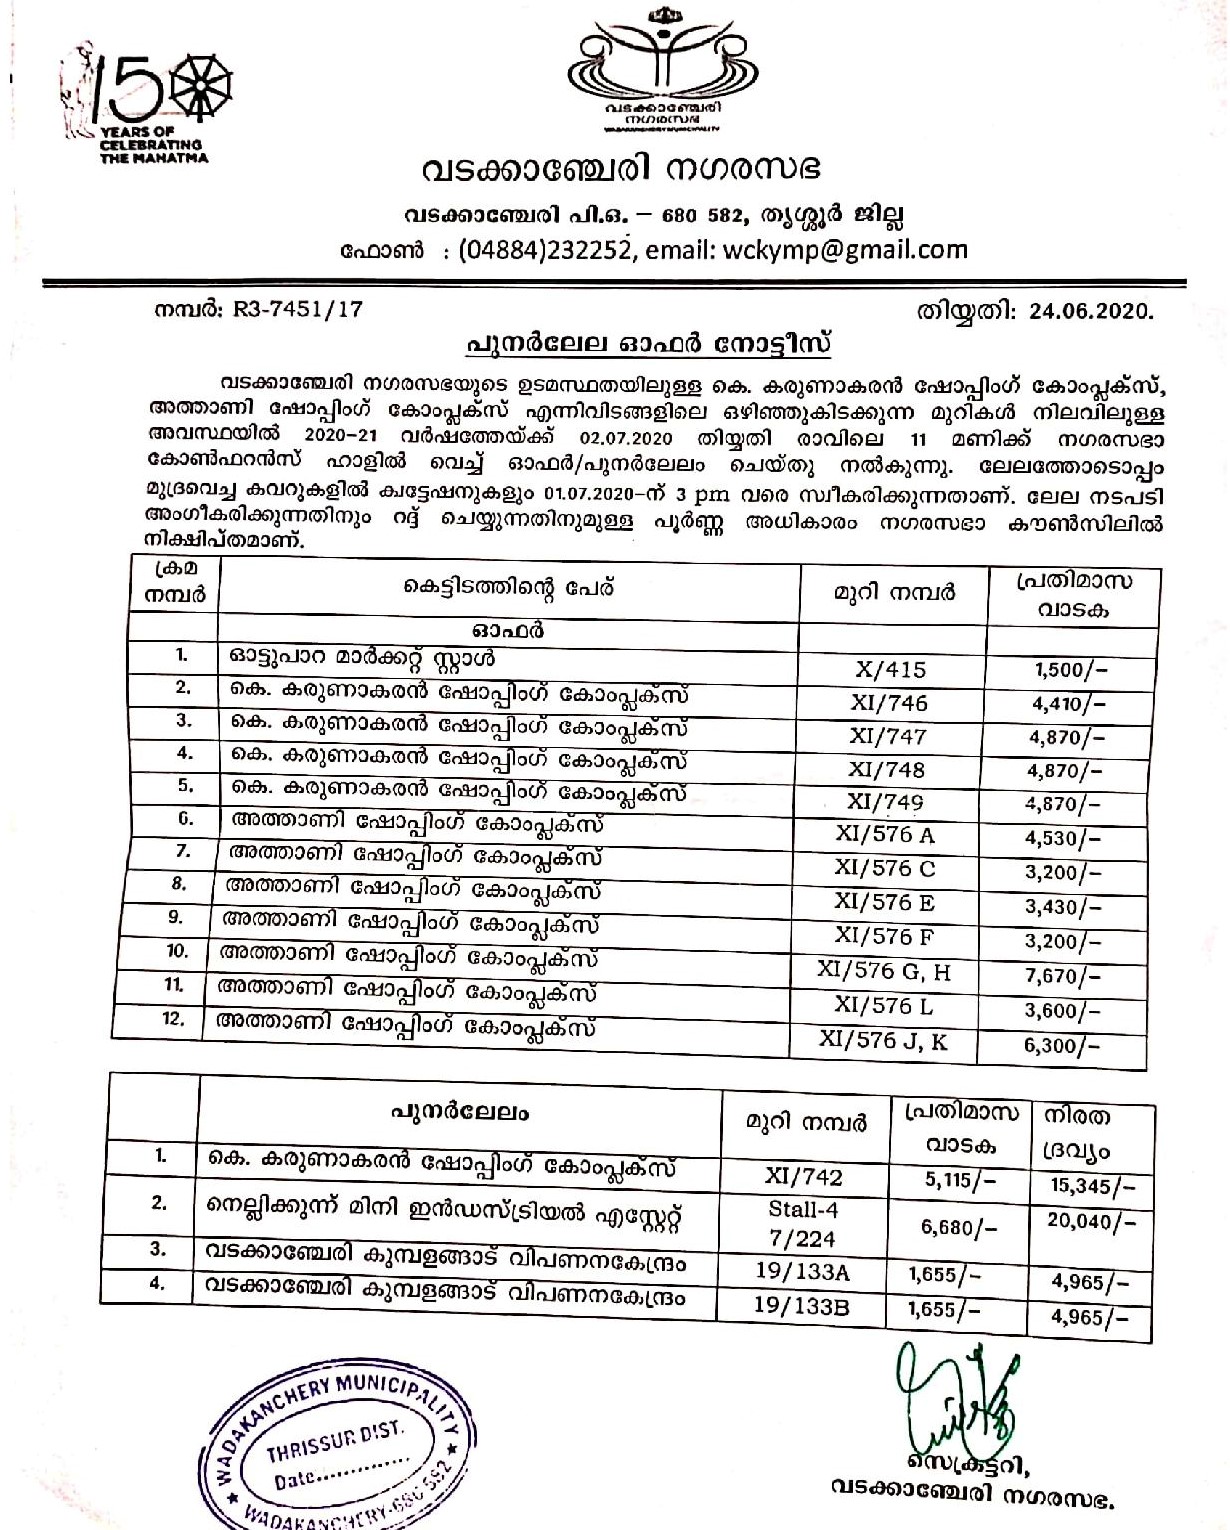 150
YEARS OF
CELEBRATING
THE MAHATMA
വടക്കാഞ്ചേരി
നഗരസഭ
WADAKANCHERY MUNICIPALITY
വടക്കാഞ്ചേരി നഗരസഭ
വടക്കാഞ്ചേരി പി.ഒ. – 680 582, തൃശ്ശൂർ ജില്ല
ഫോൺ : (04884)232252, email: wckymp@gmail.com
നമ്പർ: R3-7451/17 തിയ്യതി: 24.06.2020.
പുനർലേല ഓഫർ നോട്ടീസ്
വടക്കാഞ്ചേരി നഗരസഭയുടെ ഉടമസ്ഥതയിലുള്ള കെ. കരുണാകരൻ ഷോപ്പിംഗ് കോംപ്ലക്സ്,
അത്താണി ഷോപ്പിംഗ് കോംപ്ലക്സ് എന്നിവിടങ്ങളിലെ ഒഴിഞ്ഞുകിടക്കുന്ന മുറികൾ നിലവിലുള്ള
അവസ്ഥയിൽ 2020-21 വർഷത്തേയ്ക്ക് 02.07.2020 തിയ്യതി രാവിലെ 11 മണിക്ക് നഗരസഭാ
കോൺഫറൻസ് ഹാളിൽ വെച്ച് ഓഫർ/പുനർലേലം ചെയ്തു നൽകുന്നു. ലേലത്തോടൊപ്പം
മുദ്രവെച്ച കവറുകളിൽ ക്വട്ടേഷനുകളും 01.07.2020-ന് 3 pm വരെ സ്വീകരിക്കുന്നതാണ്. ലേല നടപടി
അംഗീകരിക്കുന്നതിനും റദ്ദ് ചെയ്യുന്നതിനുമുള്ള പൂർണ്ണ അധികാരം നഗരസഭാ കൗൺസിലിൽ
നിക്ഷിപ്തമാണ്.
ക്രമ നമ്പർ കെട്ടിടത്തിന്റെ പേര് മുറി നമ്പർ പ്രതിമാസ വാടക
ഓഫർ
1. ഓട്ടുപാറ മാർക്കറ്റ് സ്റ്റാൾ X/415 1,500/–
2. കെ. കരുണാകരൻ ഷോപ്പിംഗ് കോംപ്ലക്സ് XI/746 4,410/–
3. കെ. കരുണാകരൻ ഷോപ്പിംഗ് കോംപ്ലക്സ് XI/747 4,870/–
4. കെ. കരുണാകരൻ ഷോപ്പിംഗ് കോംപ്ലക്സ് XI/748 4,870/–
5. കെ. കരുണാകരൻ ഷോപ്പിംഗ് കോംപ്ലക്സ് XI/749 4,870/–
6. അത്താണി ഷോപ്പിംഗ് കോംപ്ലക്സ് XI/576 A 4,530/–
7. അത്താണി ഷോപ്പിംഗ് കോംപ്ലക്സ് XI/576 C 3,200/–
8. അത്താണി ഷോപ്പിംഗ് കോംപ്ലക്സ് XI/576 E 3,430/–
9. അത്താണി ഷോപ്പിംഗ് കോംപ്ലക്സ് XI/576 F 3,200/–
10. അത്താണി ഷോപ്പിംഗ് കോംപ്ലക്സ് XI/576 G, H 7,670/–
11. അത്താണി ഷോപ്പിംഗ് കോംപ്ലക്സ് XI/576 L 3,600/–
12. അത്താണി ഷോപ്പിംഗ് കോംപ്ലക്സ് XI/576 J, K 6,300/–
പുനർലേലം മുറി നമ്പർ പ്രതിമാസ വാടക നിരത ദ്രവ്യം
1. കെ. കരുണാകരൻ ഷോപ്പിംഗ് കോംപ്ലക്സ് XI/742 5,115/– 15,345/–
2. നെല്ലിക്കുന്ന് മിനി ഇൻഡസ്ട്രിയൽ എസ്റ്റേറ്റ് Stall-4 7/224 6,680/– 20,040/–
3. വടക്കാഞ്ചേരി കുമ്പളങ്ങാട് വിപണനകേന്ദ്രം 19/133A 1,655/– 4,965/–
4. വടക്കാഞ്ചേരി കുമ്പളങ്ങാട് വിപണനകേന്ദ്രം 19/133B 1,655/– 4,965/–
WADAKANCHERY MUNICIPALITY
THRISSUR DIST.
Date..............
WADAKANCHERY-680 582
സെക്രട്ടറി,
വടക്കാഞ്ചേരി നഗരസഭ.